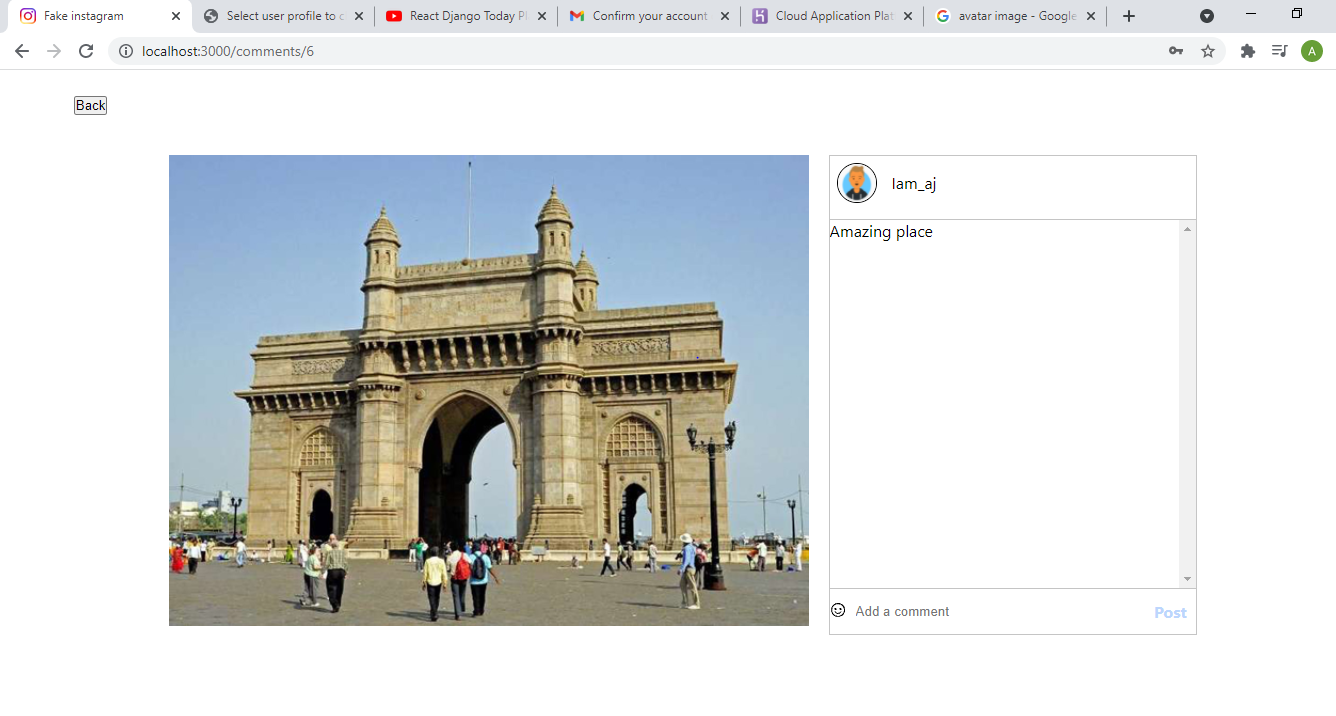 Fake instagram
Select user profile to c
React Django Today Pl
Confirm your account
Cloud Application Plat
avatar image - Google
localhost:3000/comments/6
A
Back
Iam_aj
Amazing place
Add a comment
Post